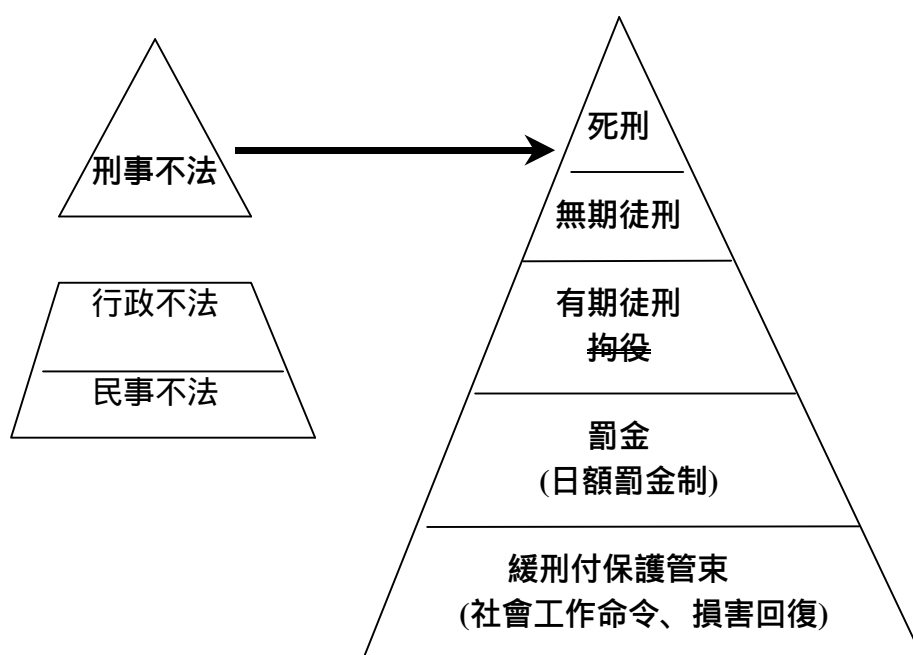 刑事不法
行政不法
民事不法
死刑
無期徒刑
有期徒刑
拘役
罰金
(日額罰金制)
緩刑付保護管束
(社會工作命令、損害回復)